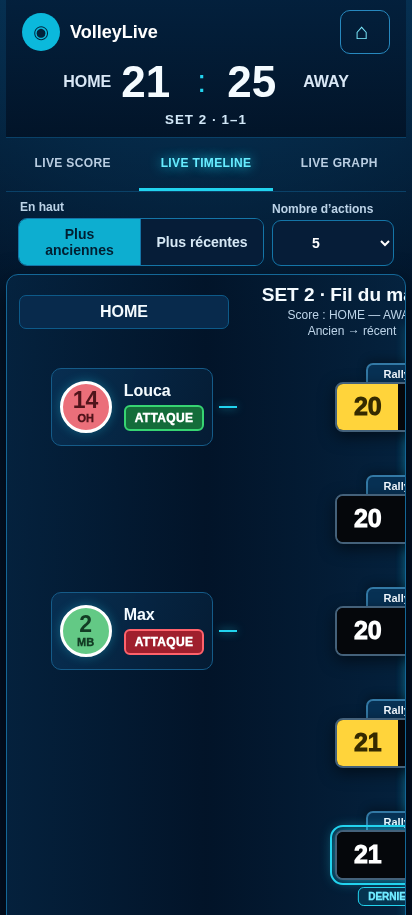 VolleyLive
HOME 21 : 25 AWAY
SET 2 · 1–1
LIVE SCORE LIVE TIMELINE LIVE GRAPH
En haut
Plus anciennes
Plus récentes
Nombre d'actions
5
HOME
SET 2 · Fil du ma
Score : HOME — AWA
Ancien → récent
14
OH
Louca
ATTAQUE
Rally
20
Rally
20
2
MB
Max
ATTAQUE
Rally
20
Rally
21
Rally
21
DERNIE